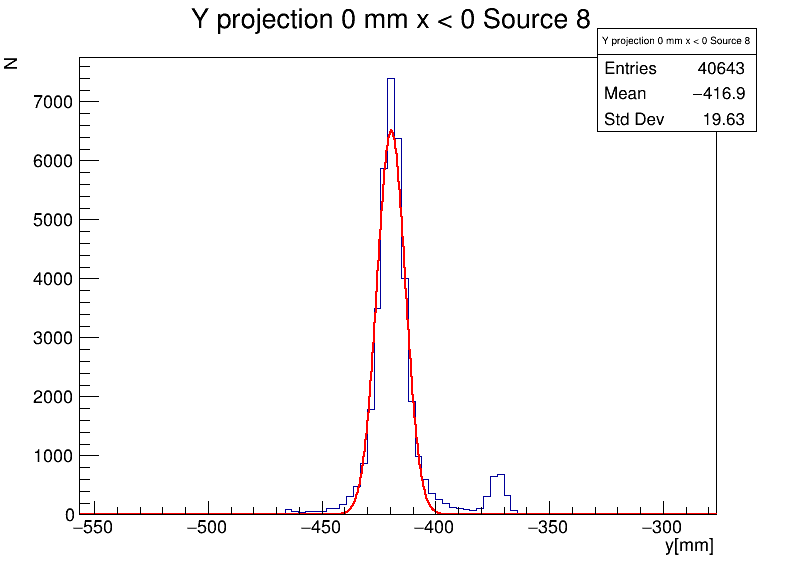 Y projection 0 mm x < 0 Source 8
Y projection 0 mm x < 0 Source 8
Entries 40643
Mean −416.9
Std Dev 19.63
N
7000
6000
5000
4000
3000
2000
1000
0
−550 −500 −450 −400 −350 −300
y[mm]